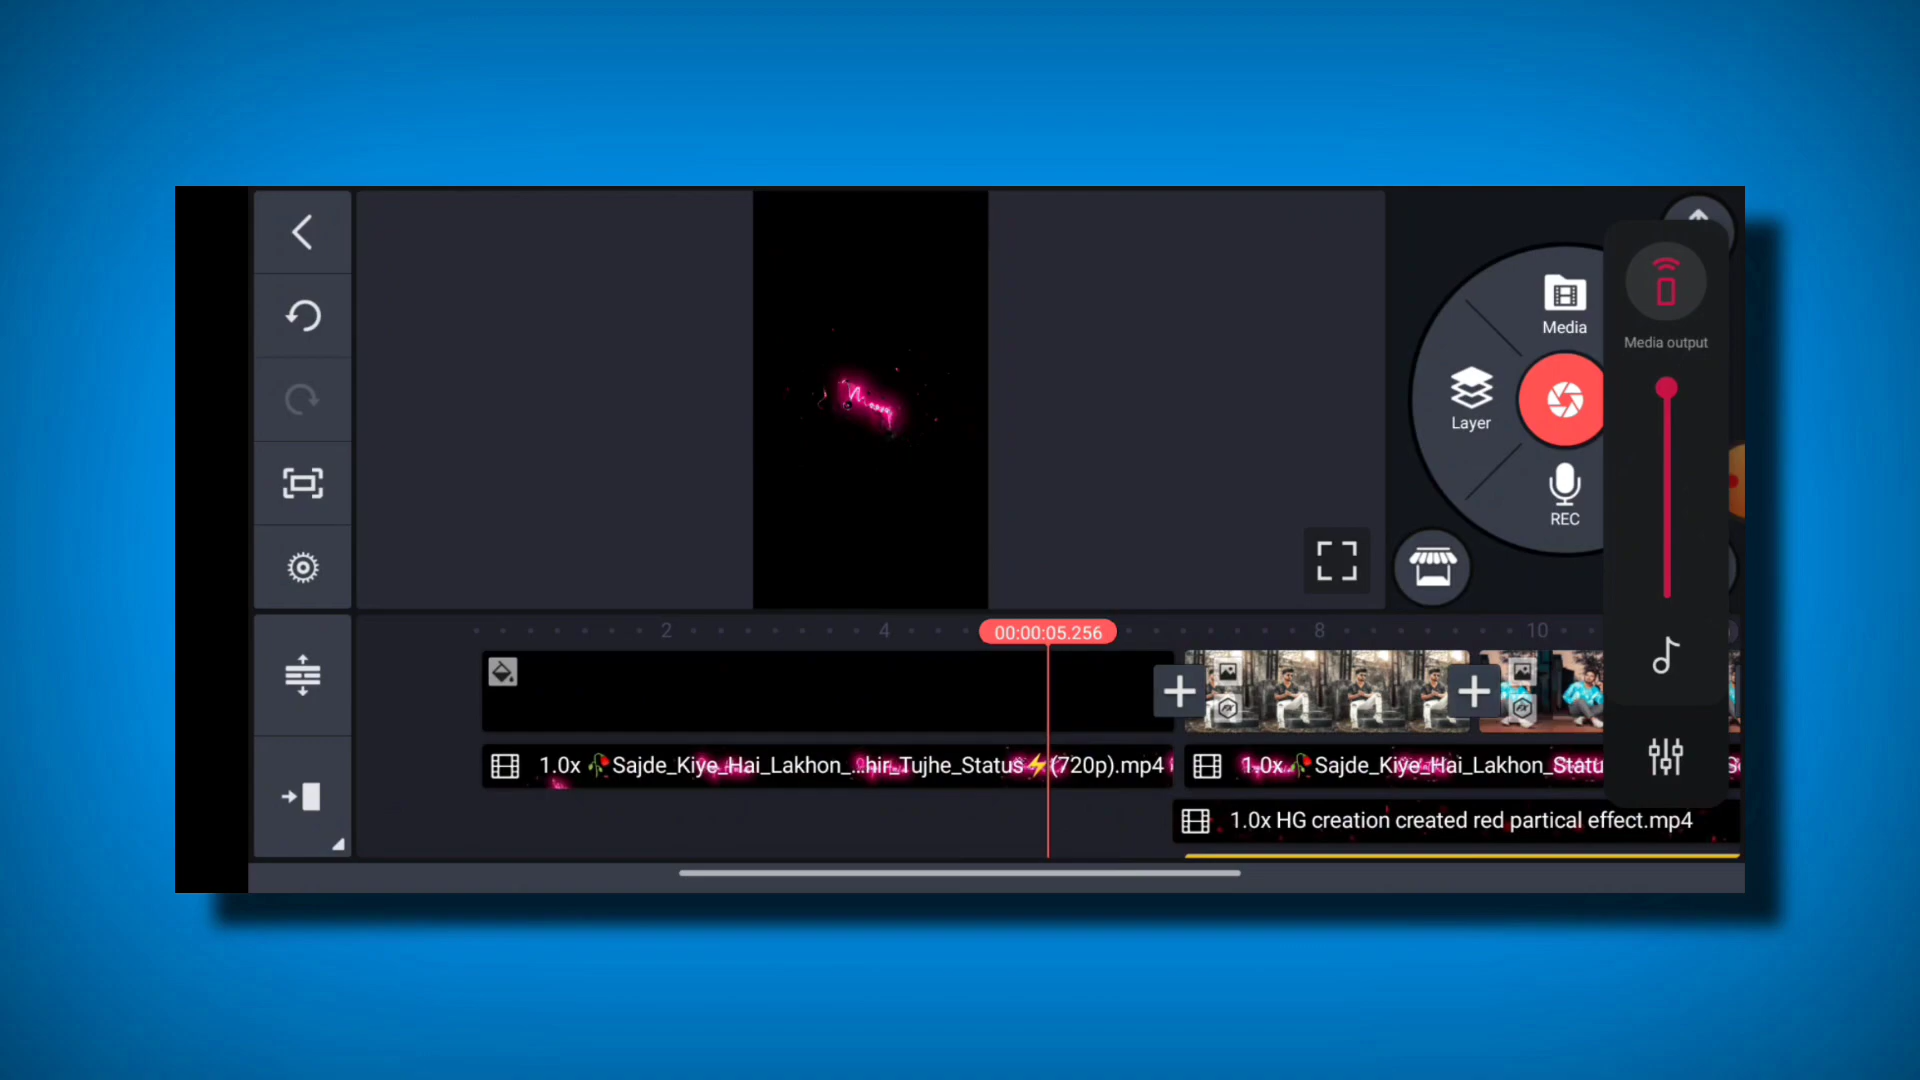 Media
Media output
Layer
REC
2
4
00:00:05.256
8
10
1.0x 🥀Sajde_Kiye_Hai_Lakhon_...hir_Tujhe_Status⚡(720p).mp4
1.0x 🥀Sajde_Kiye_Hai_Lakhon_Statu
1.0x HG creation created red partical effect.mp4